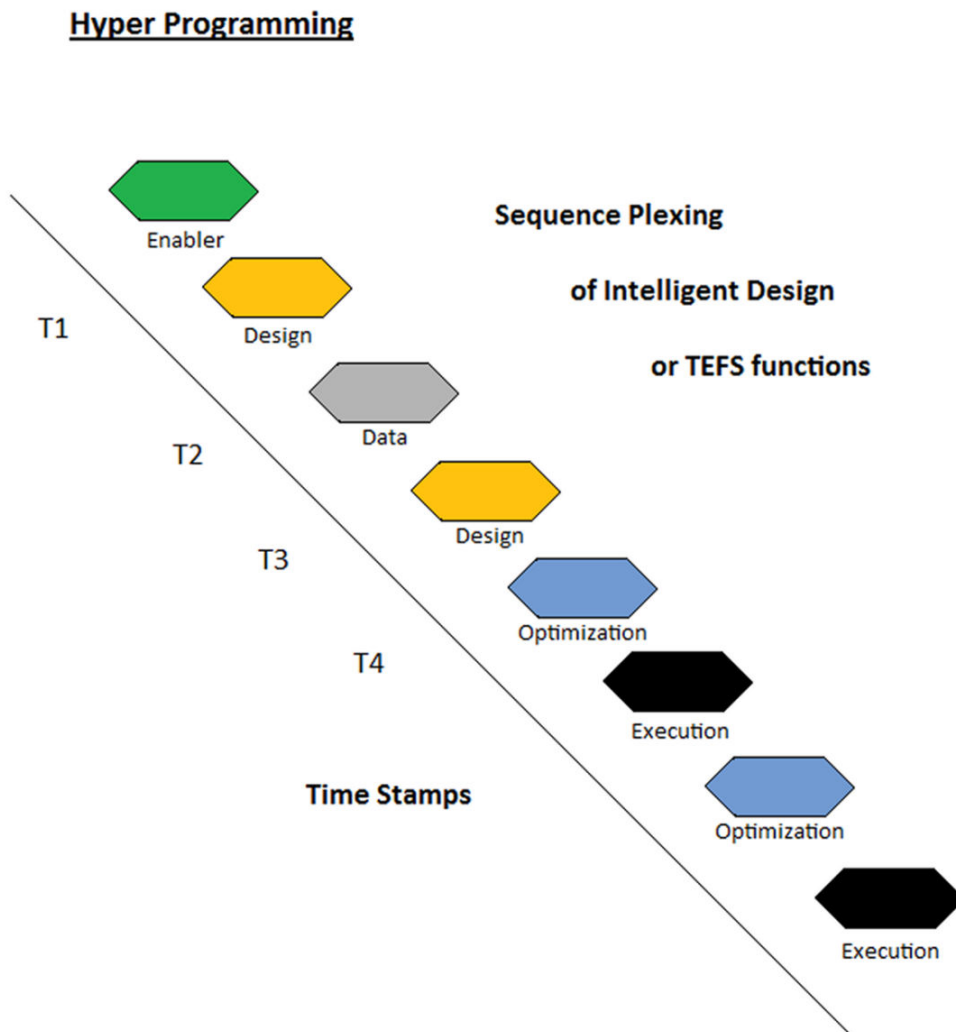 Hyper Programming
Enabler
Sequence Plexing
Design
of Intelligent Design
T1
or TEFS functions
Data
T2
Design
T3
Optimization
T4
Execution
Time Stamps
Optimization
Execution